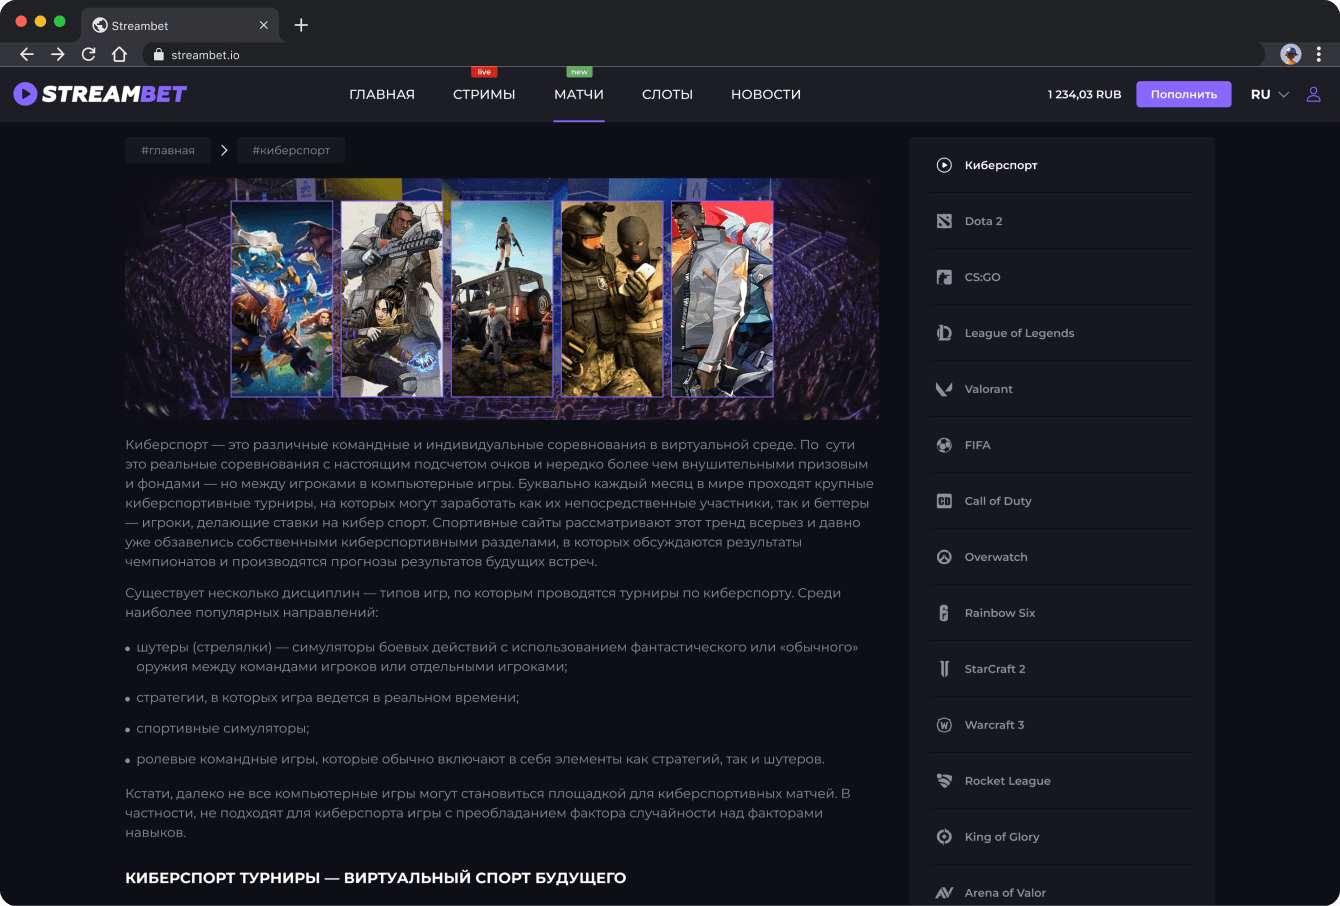 Streambet
streambet.io
STREAMBET
ГЛАВНАЯ
live
СТРИМЫ
new
МАТЧИ
СЛОТЫ
НОВОСТИ
1 234,03 RUB
Пополнить
RU
#главная
#киберспорт
Киберспорт — это различные командные и индивидуальные соревнования в виртуальной среде. По сути
это реальные соревнования с настоящим подсчетом очков и нередко более чем внушительными призовым
и фондами — но между игроками в компьютерные игры. Буквально каждый месяц в мире проходят крупные
киберспортивные турниры, на которых могут заработать как их непосредственные участники, так и беттеры
— игроки, делающие ставки на кибер спорт. Спортивные сайты рассматривают этот тренд всерьез и давно
уже обзавелись собственными киберспортивными разделами, в которых обсуждаются результаты
чемпионатов и производятся прогнозы результатов будущих встреч.
Существует несколько дисциплин — типов игр, по которым проводятся турниры по киберспорту. Среди
наиболее популярных направлений:
• шутеры (стрелялки) — симуляторы боевых действий с использованием фантастического или «обычного»
оружия между командами игроков или отдельными игроками;
• стратегии, в которых игра ведется в реальном времени;
• спортивные симуляторы;
• ролевые командные игры, которые обычно включают в себя элементы как стратегий, так и шутеров.
Кстати, далеко не все компьютерные игры могут становиться площадкой для киберспортивных матчей. В
частности, не подходят для киберспорта игры с преобладанием фактора случайности над факторами
навыков.
КИБЕРСПОРТ ТУРНИРЫ — ВИРТУАЛЬНЫЙ СПОРТ БУДУЩЕГО
Киберспорт
Dota 2
CS:GO
League of Legends
Valorant
FIFA
CD
Call of Duty
Overwatch
Rainbow Six
StarCraft 2
Warcraft 3
Rocket League
King of Glory
Arena of Valor